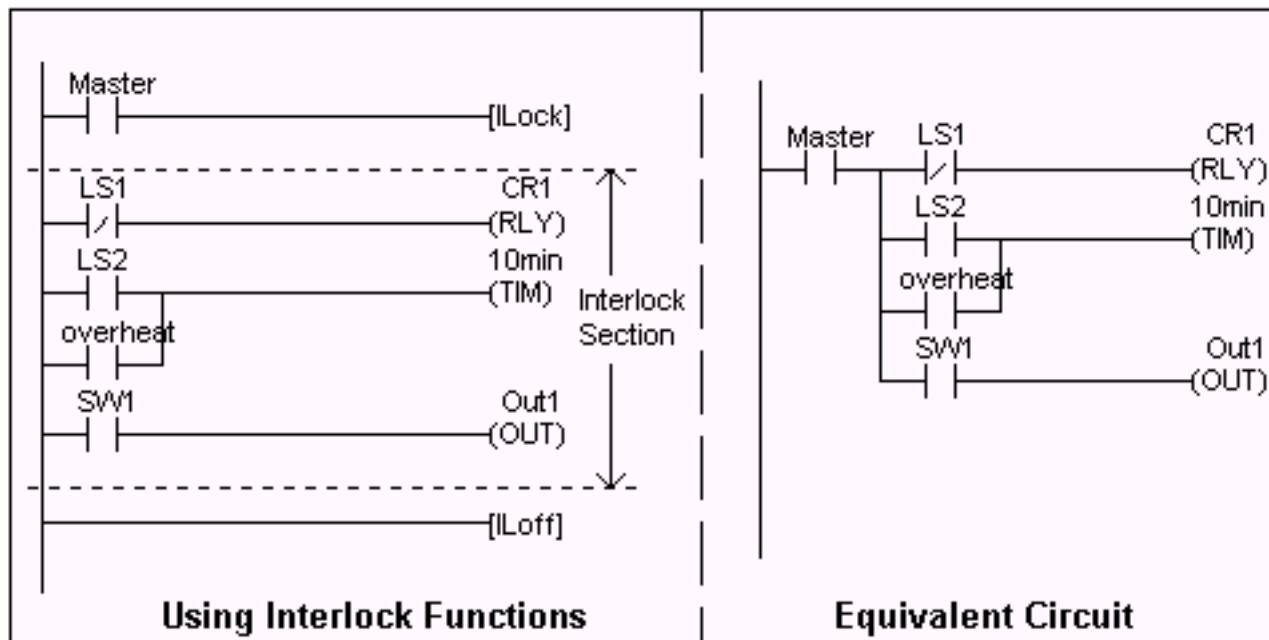 Master
[ILock]
LS1
CR1
(RLY)
LS2
10min
(TIM)
overheat
SW1
Out1
(OUT)
Interlock
Section
[ILoff]
Using Interlock Functions
Master
LS1
CR1
(RLY)
LS2
10min
(TIM)
overheat
SW1
Out1
(OUT)
Equivalent Circuit